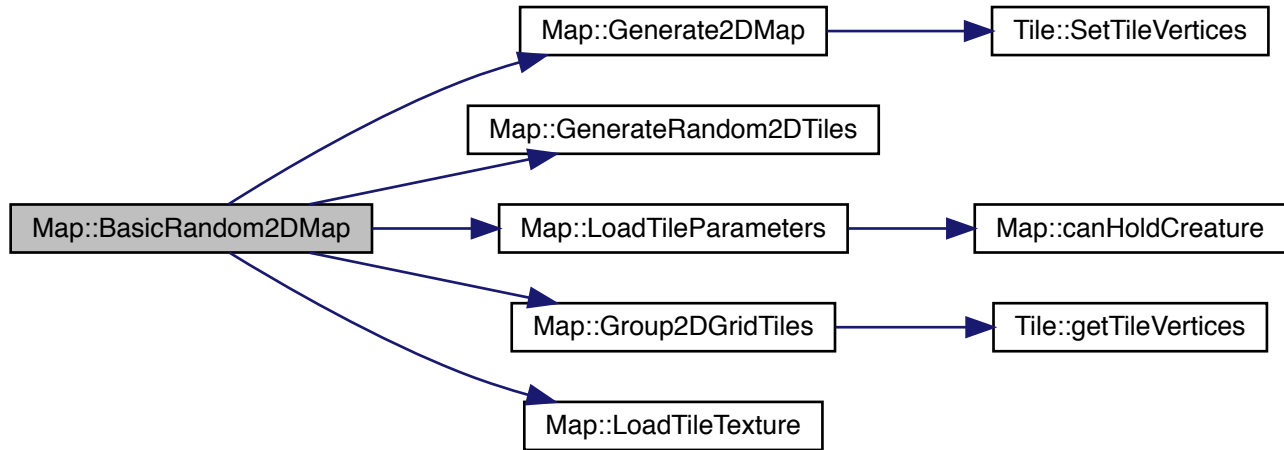 Map::Generate2DMap
Tile::SetTileVertices
Map::GenerateRandom2DTiles
Map::BasicRandom2DMap
Map::LoadTileParameters
Map::canHoldCreature
Map::Group2DGridTiles
Tile::getTileVertices
Map::LoadTileTexture